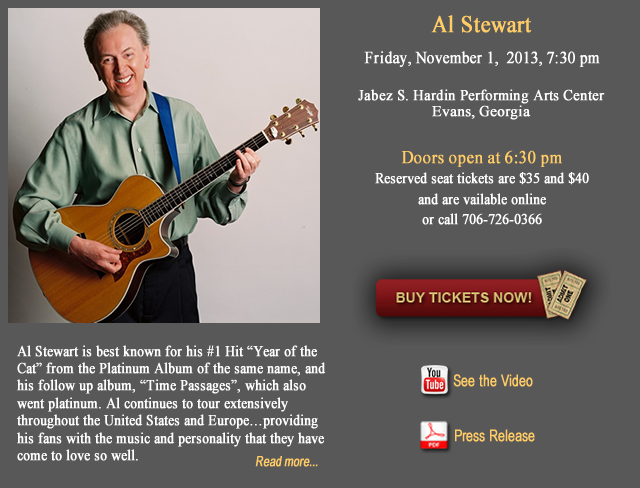 Al Stewart
Friday, November 1,  2013, 7:30 pm
Jabez S. Hardin Performing Arts Center
Evans, Georgia
Doors open at 6:30 pm
Reserved seat tickets are $35 and $40
and are vailable online
or call 706-726-0366
BUY TICKETS NOW!
ADMIT ONE
You
Tube
See the Video
PDF
Press Release
Al Stewart is best known for his #1 Hit “Year of the
Cat” from the Platinum Album of the same name, and
his follow up album, “Time Passages”, which also
went platinum. Al continues to tour extensively
throughout the United States and Europe…providing
his fans with the music and personality that they have
come to love so well.
Read more...